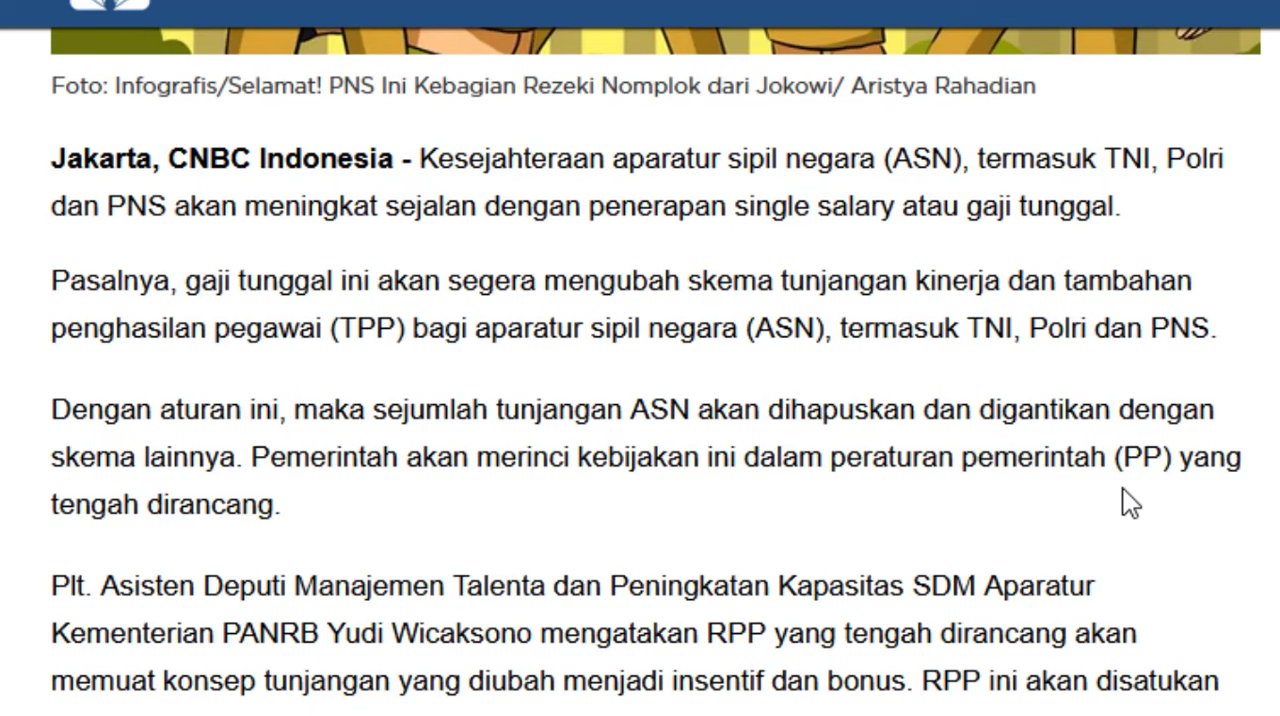 Foto: Infografis/Selamat! PNS Ini Kebagian Rezeki Nomplok dari Jokowi/ Aristya Rahadian
Jakarta, CNBC Indonesia - Kesejahteraan aparatur sipil negara (ASN), termasuk TNI, Polri
dan PNS akan meningkat sejalan dengan penerapan single salary atau gaji tunggal.
Pasalnya, gaji tunggal ini akan segera mengubah skema tunjangan kinerja dan tambahan
penghasilan pegawai (TPP) bagi aparatur sipil negara (ASN), termasuk TNI, Polri dan PNS.
Dengan aturan ini, maka sejumlah tunjangan ASN akan dihapuskan dan digantikan dengan
skema lainnya. Pemerintah akan merinci kebijakan ini dalam peraturan pemerintah (PP) yang
tengah dirancang.
Plt. Asisten Deputi Manajemen Talenta dan Peningkatan Kapasitas SDM Aparatur
Kementerian PANRB Yudi Wicaksono mengatakan RPP yang tengah dirancang akan
memuat konsep tunjangan yang diubah menjadi insentif dan bonus. RPP ini akan disatukan